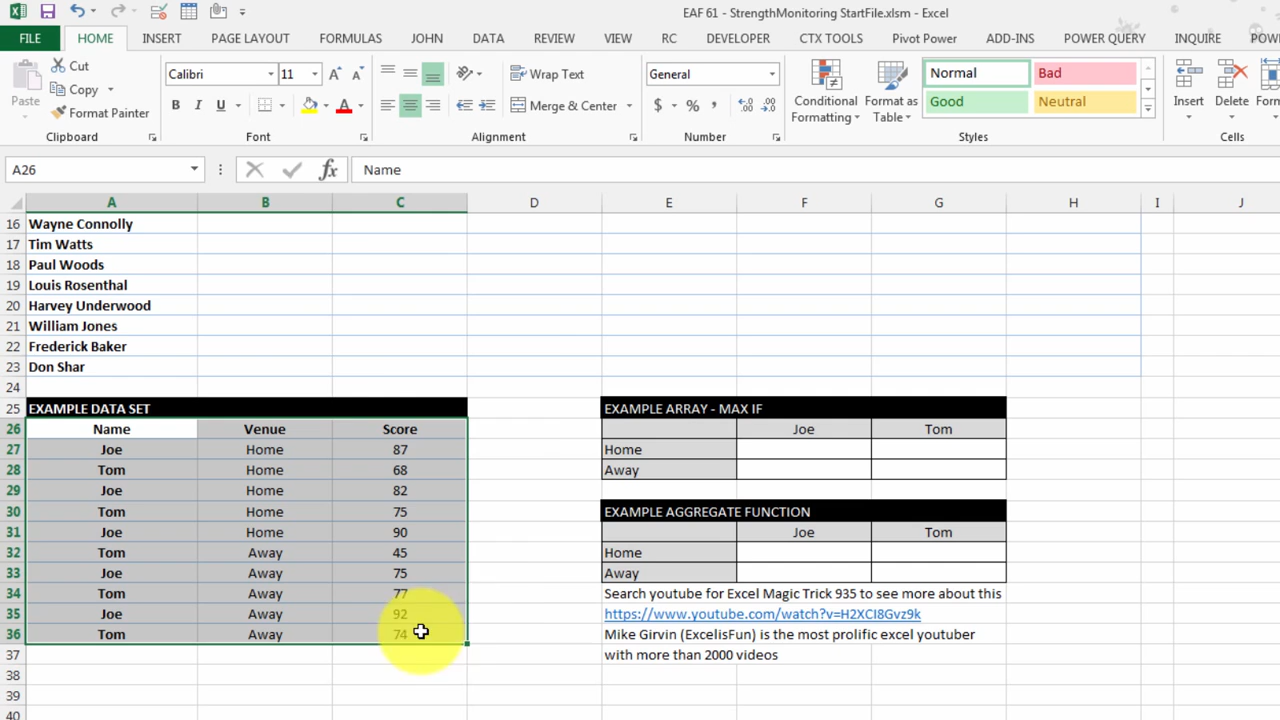 EAF 61 - StrengthMonitoring StartFile.xlsm - Excel
FILE HOME INSERT PAGE LAYOUT FORMULAS JOHN DATA REVIEW VIEW RC DEVELOPER CTX TOOLS Pivot Power ADD-INS POWER QUERY INQUIRE POW
Paste Cut Copy Format Painter
Calibri 11 A A B I U A
Wrap Text Merge & Center
General $ % ,
Conditional Formatting Format as Table
Normal Bad
Good Neutral
Insert Delete Form
Clipboard Font Alignment Number Styles Cells
A26 fx Name
A B C D E F G H I J
16 Wayne Connolly
17 Tim Watts
18 Paul Woods
19 Louis Rosenthal
20 Harvey Underwood
21 William Jones
22 Frederick Baker
23 Don Shar
24
25 EXAMPLE DATA SET EXAMPLE ARRAY - MAX IF
26 Name Venue Score Joe Tom
27 Joe Home 87 Home
28 Tom Home 68 Away
29 Joe Home 82
30 Tom Home 75 EXAMPLE AGGREGATE FUNCTION
31 Joe Home 90 Joe Tom
32 Tom Away 45 Home
33 Joe Away 75 Away
34 Tom Away 77 Search youtube for Excel Magic Trick 935 to see more about this
35 Joe Away 92 https://www.youtube.com/watch?v=H2XCI8Gvz9k
36 Tom Away 74 Mike Girvin (ExcelisFun) is the most prolific excel youtuber
37 with more than 2000 videos
38
39
40